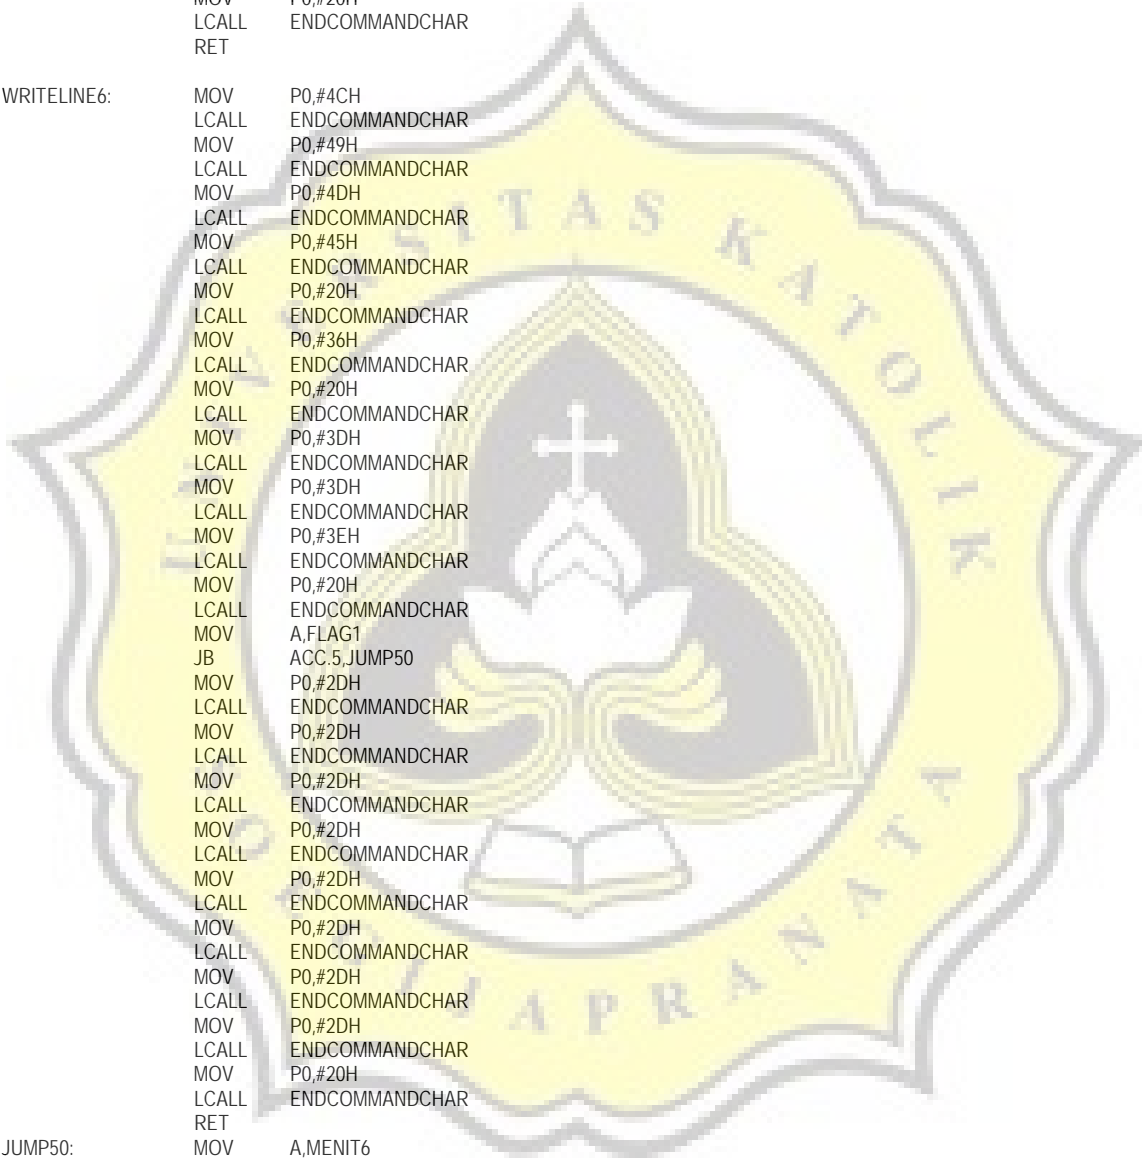 MOV P0,#20H
LCALL ENDCOMMANDCHAR
RET
WRITELINE6: MOV P0,#4CH
LCALL ENDCOMMANDCHAR
MOV P0,#49H
LCALL ENDCOMMANDCHAR
MOV P0,#4DH
LCALL ENDCOMMANDCHAR
MOV P0,#45H
LCALL ENDCOMMANDCHAR
MOV P0,#20H
LCALL ENDCOMMANDCHAR
MOV P0,#36H
LCALL ENDCOMMANDCHAR
MOV P0,#20H
LCALL ENDCOMMANDCHAR
MOV P0,#3DH
LCALL ENDCOMMANDCHAR
MOV P0,#3DH
LCALL ENDCOMMANDCHAR
MOV P0,#3EH
LCALL ENDCOMMANDCHAR
MOV P0,#20H
LCALL ENDCOMMANDCHAR
MOV A,FLAG1
JB ACC.5,JUMP50
MOV P0,#2DH
LCALL ENDCOMMANDCHAR
MOV P0,#2DH
LCALL ENDCOMMANDCHAR
MOV P0,#2DH
LCALL ENDCOMMANDCHAR
MOV P0,#2DH
LCALL ENDCOMMANDCHAR
MOV P0,#2DH
LCALL ENDCOMMANDCHAR
MOV P0,#2DH
LCALL ENDCOMMANDCHAR
MOV P0,#2DH
LCALL ENDCOMMANDCHAR
MOV P0,#2DH
LCALL ENDCOMMANDCHAR
MOV P0,#20H
LCALL ENDCOMMANDCHAR
RET
JUMP50: MOV A,MENIT6
KATOLIK